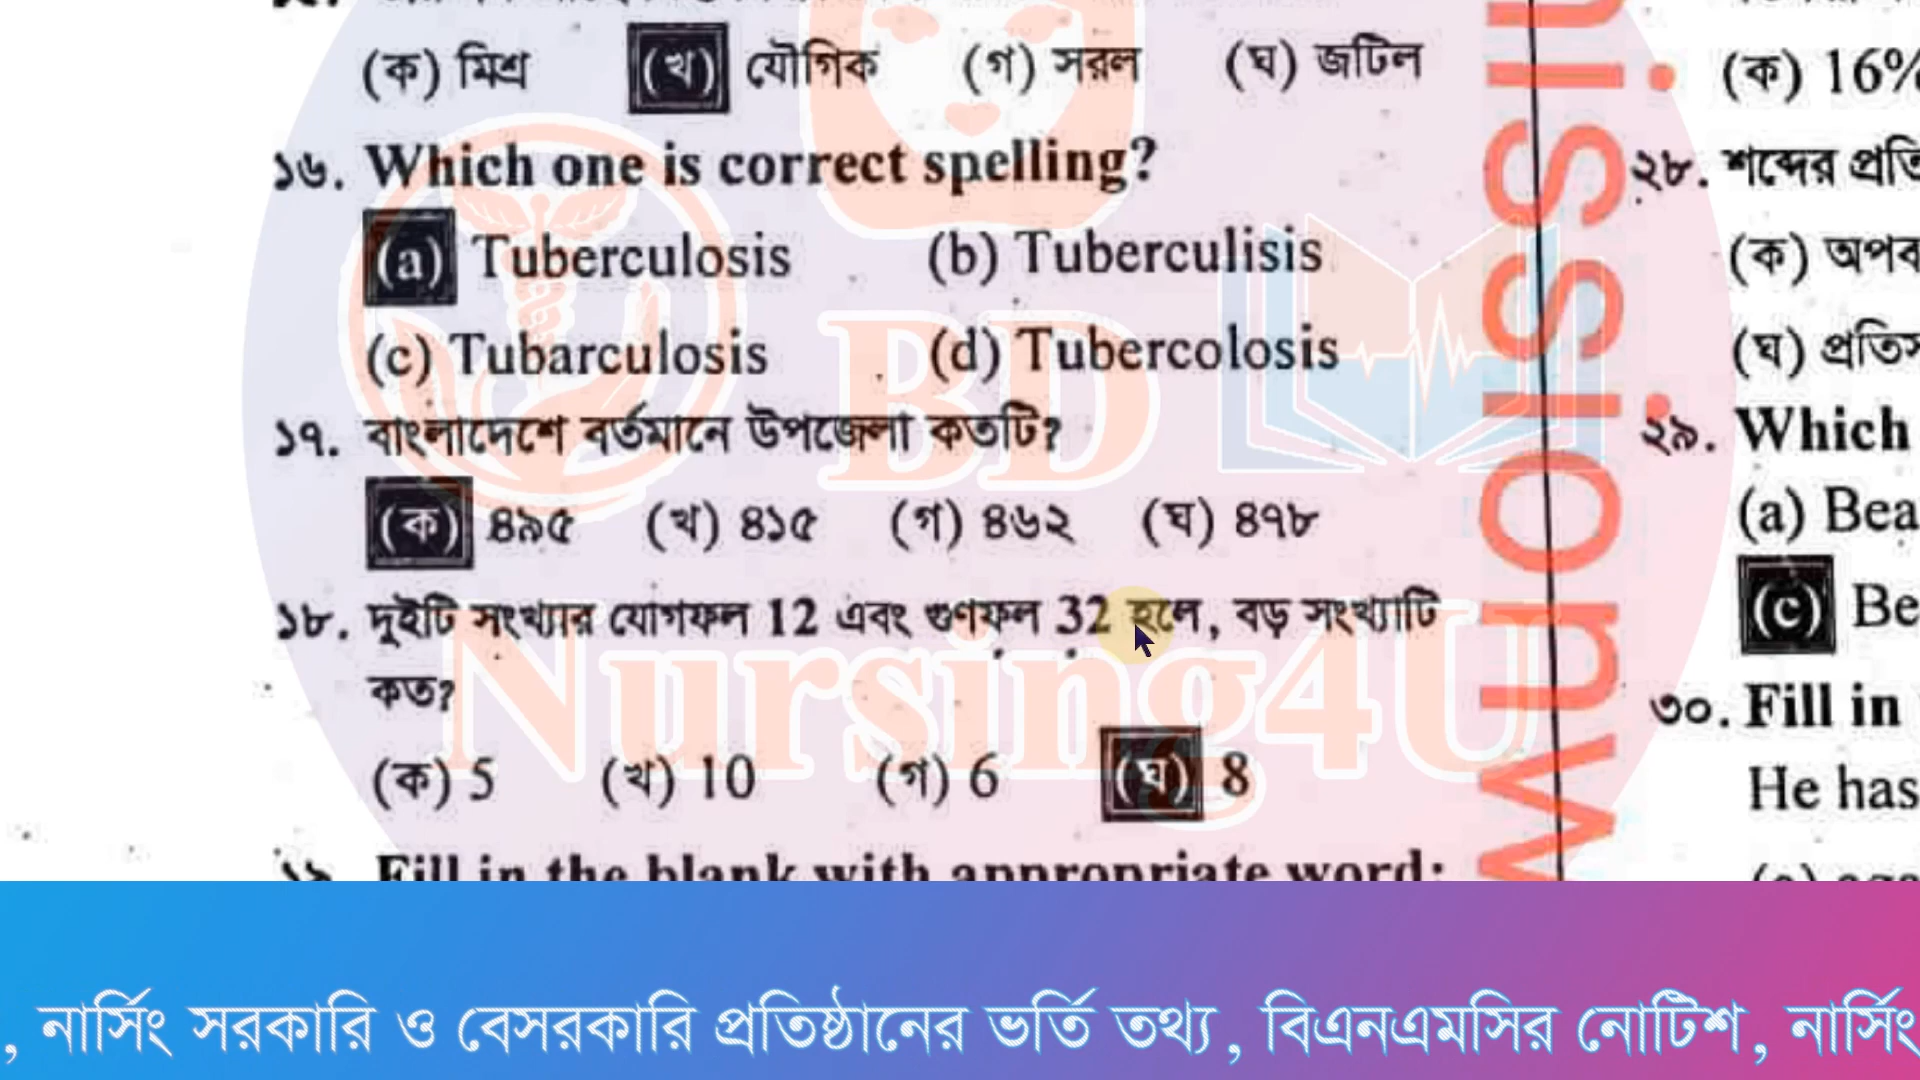 (ক) মিশ্র (খ) যৌগিক (গ) সরল (ঘ) জটিল
১৬. Which one is correct spelling?
(a) Tuberculosis (b) Tuberculisis
(c) Tubarculosis (d) Tubercolosis
১৭. বাংলাদেশে বর্তমানে উপজেলা কতটি?
(ক) ৪৯৫ (খ) ৪১৫ (গ) ৪৬২ (ঘ) ৪৭৮
১৮. দুইটি সংখ্যার যোগফল 12 এবং গুণফল 32 হলে, বড় সংখ্যাটি
কত?
(ক) 5 (খ) 10 (গ) 6 (ঘ) 8
১৯. Fill in the blank with appropriate word:
(ক) 16%
২৮. শব্দের
(ক)
(ঘ)
২৯. Which
(a) Bea
(c) Be
৩০. Fill in
He has
BD
Nursing4U
, নার্সিং সরকারি ও বেসরকারি প্রতিষ্ঠানের ভর্তি তথ্য, বিএনএমসির নোটিশ, নার্সিং